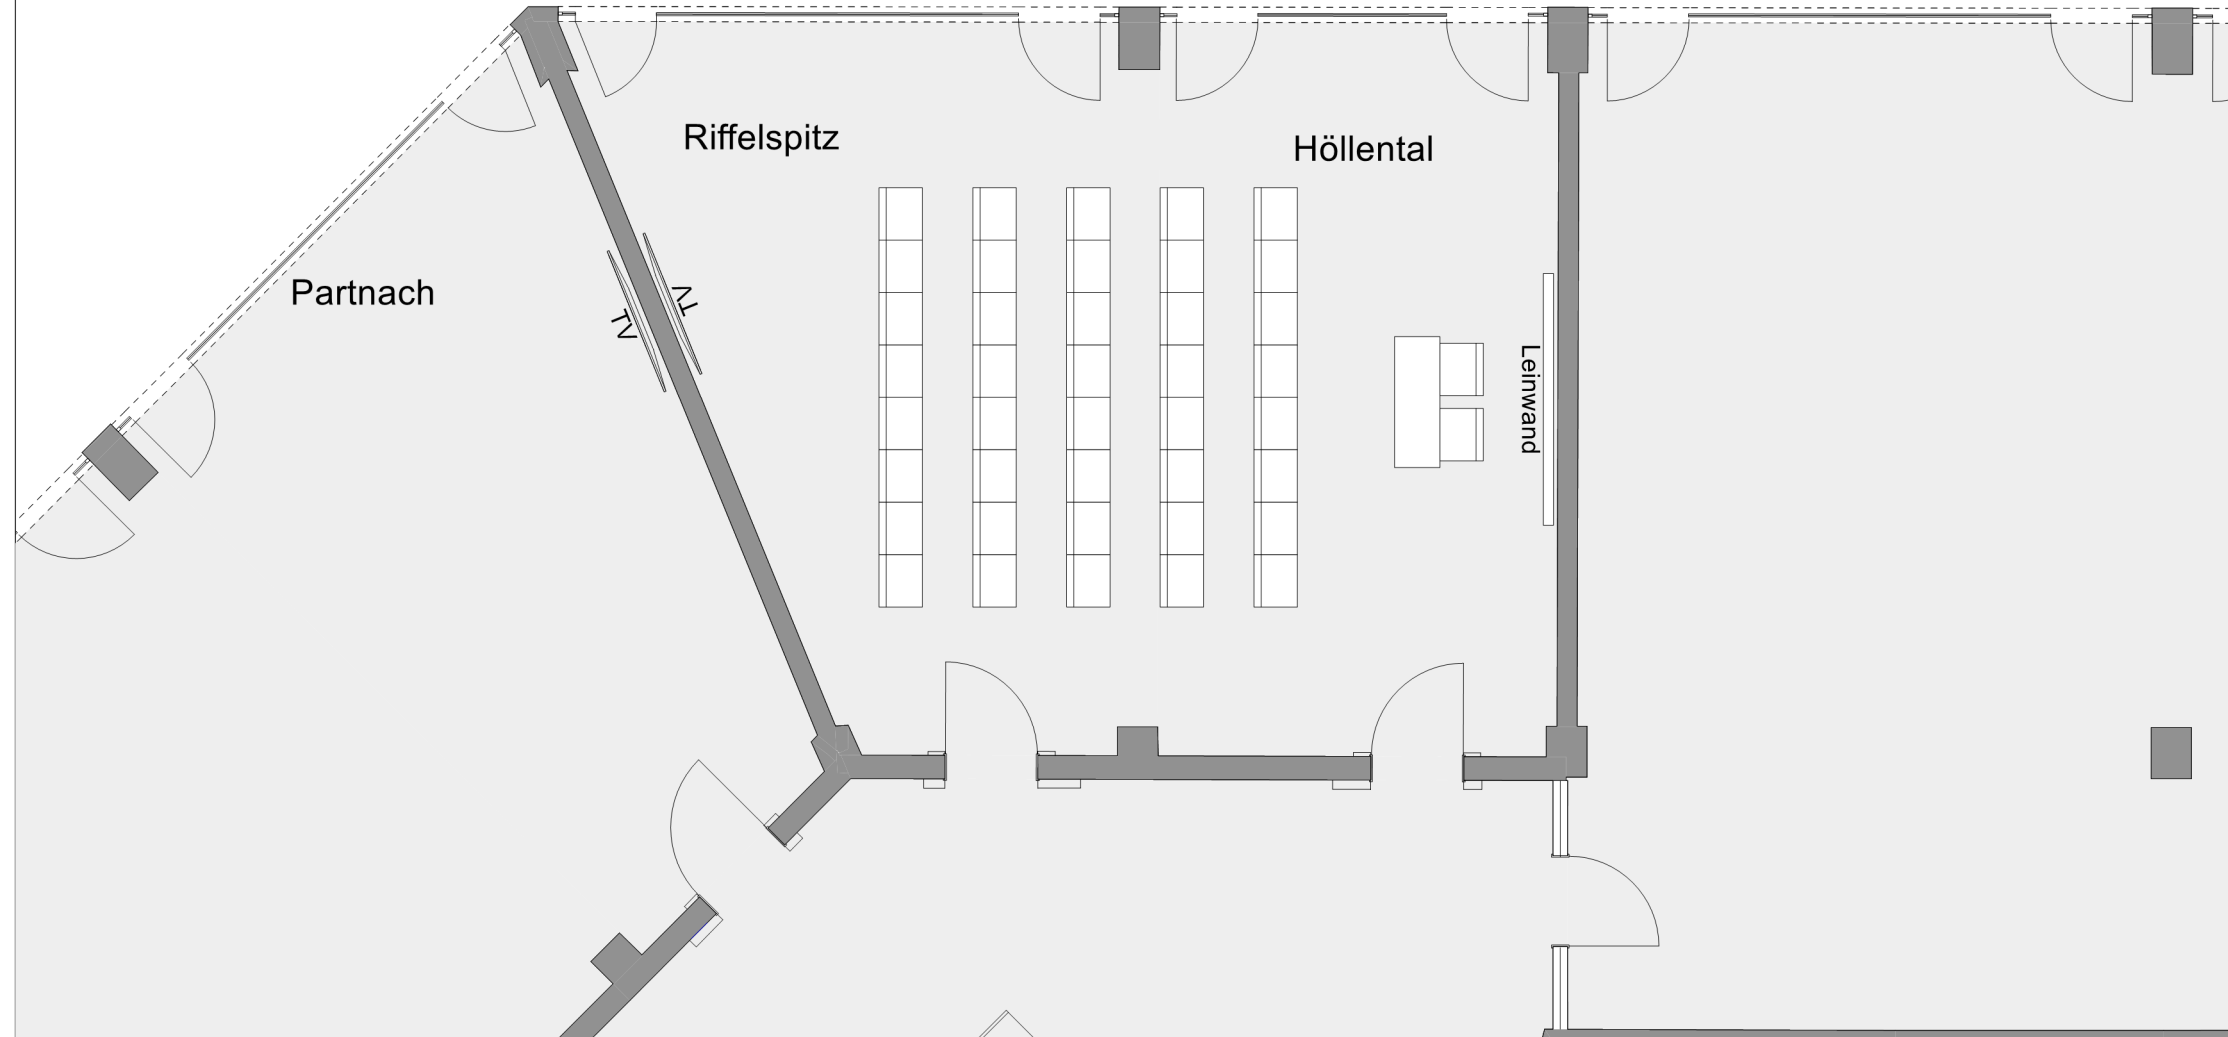 Riffelspitz
Höllental
Partnach
TV
TV
Leinwand